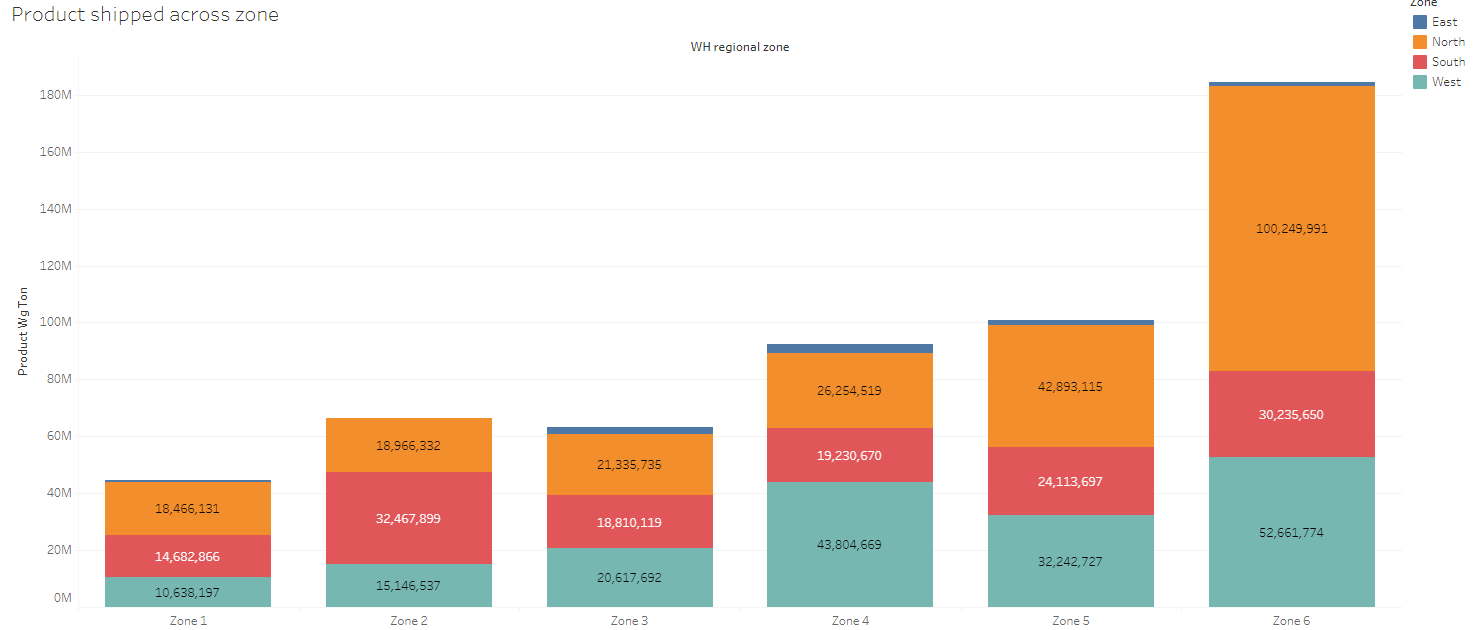 Product shipped across zone
Zone
East
North
South
West
WH regional zone
Product Wg Ton
180M
160M
140M
120M
100M
80M
60M
40M
20M
0M
18,466,131
14,682,866
10,638,197
18,966,332
32,467,899
15,146,537
21,335,735
18,810,119
20,617,692
26,254,519
19,230,670
43,804,669
42,893,115
24,113,697
32,242,727
100,249,991
30,235,650
52,661,774
Zone 1
Zone 2
Zone 3
Zone 4
Zone 5
Zone 6